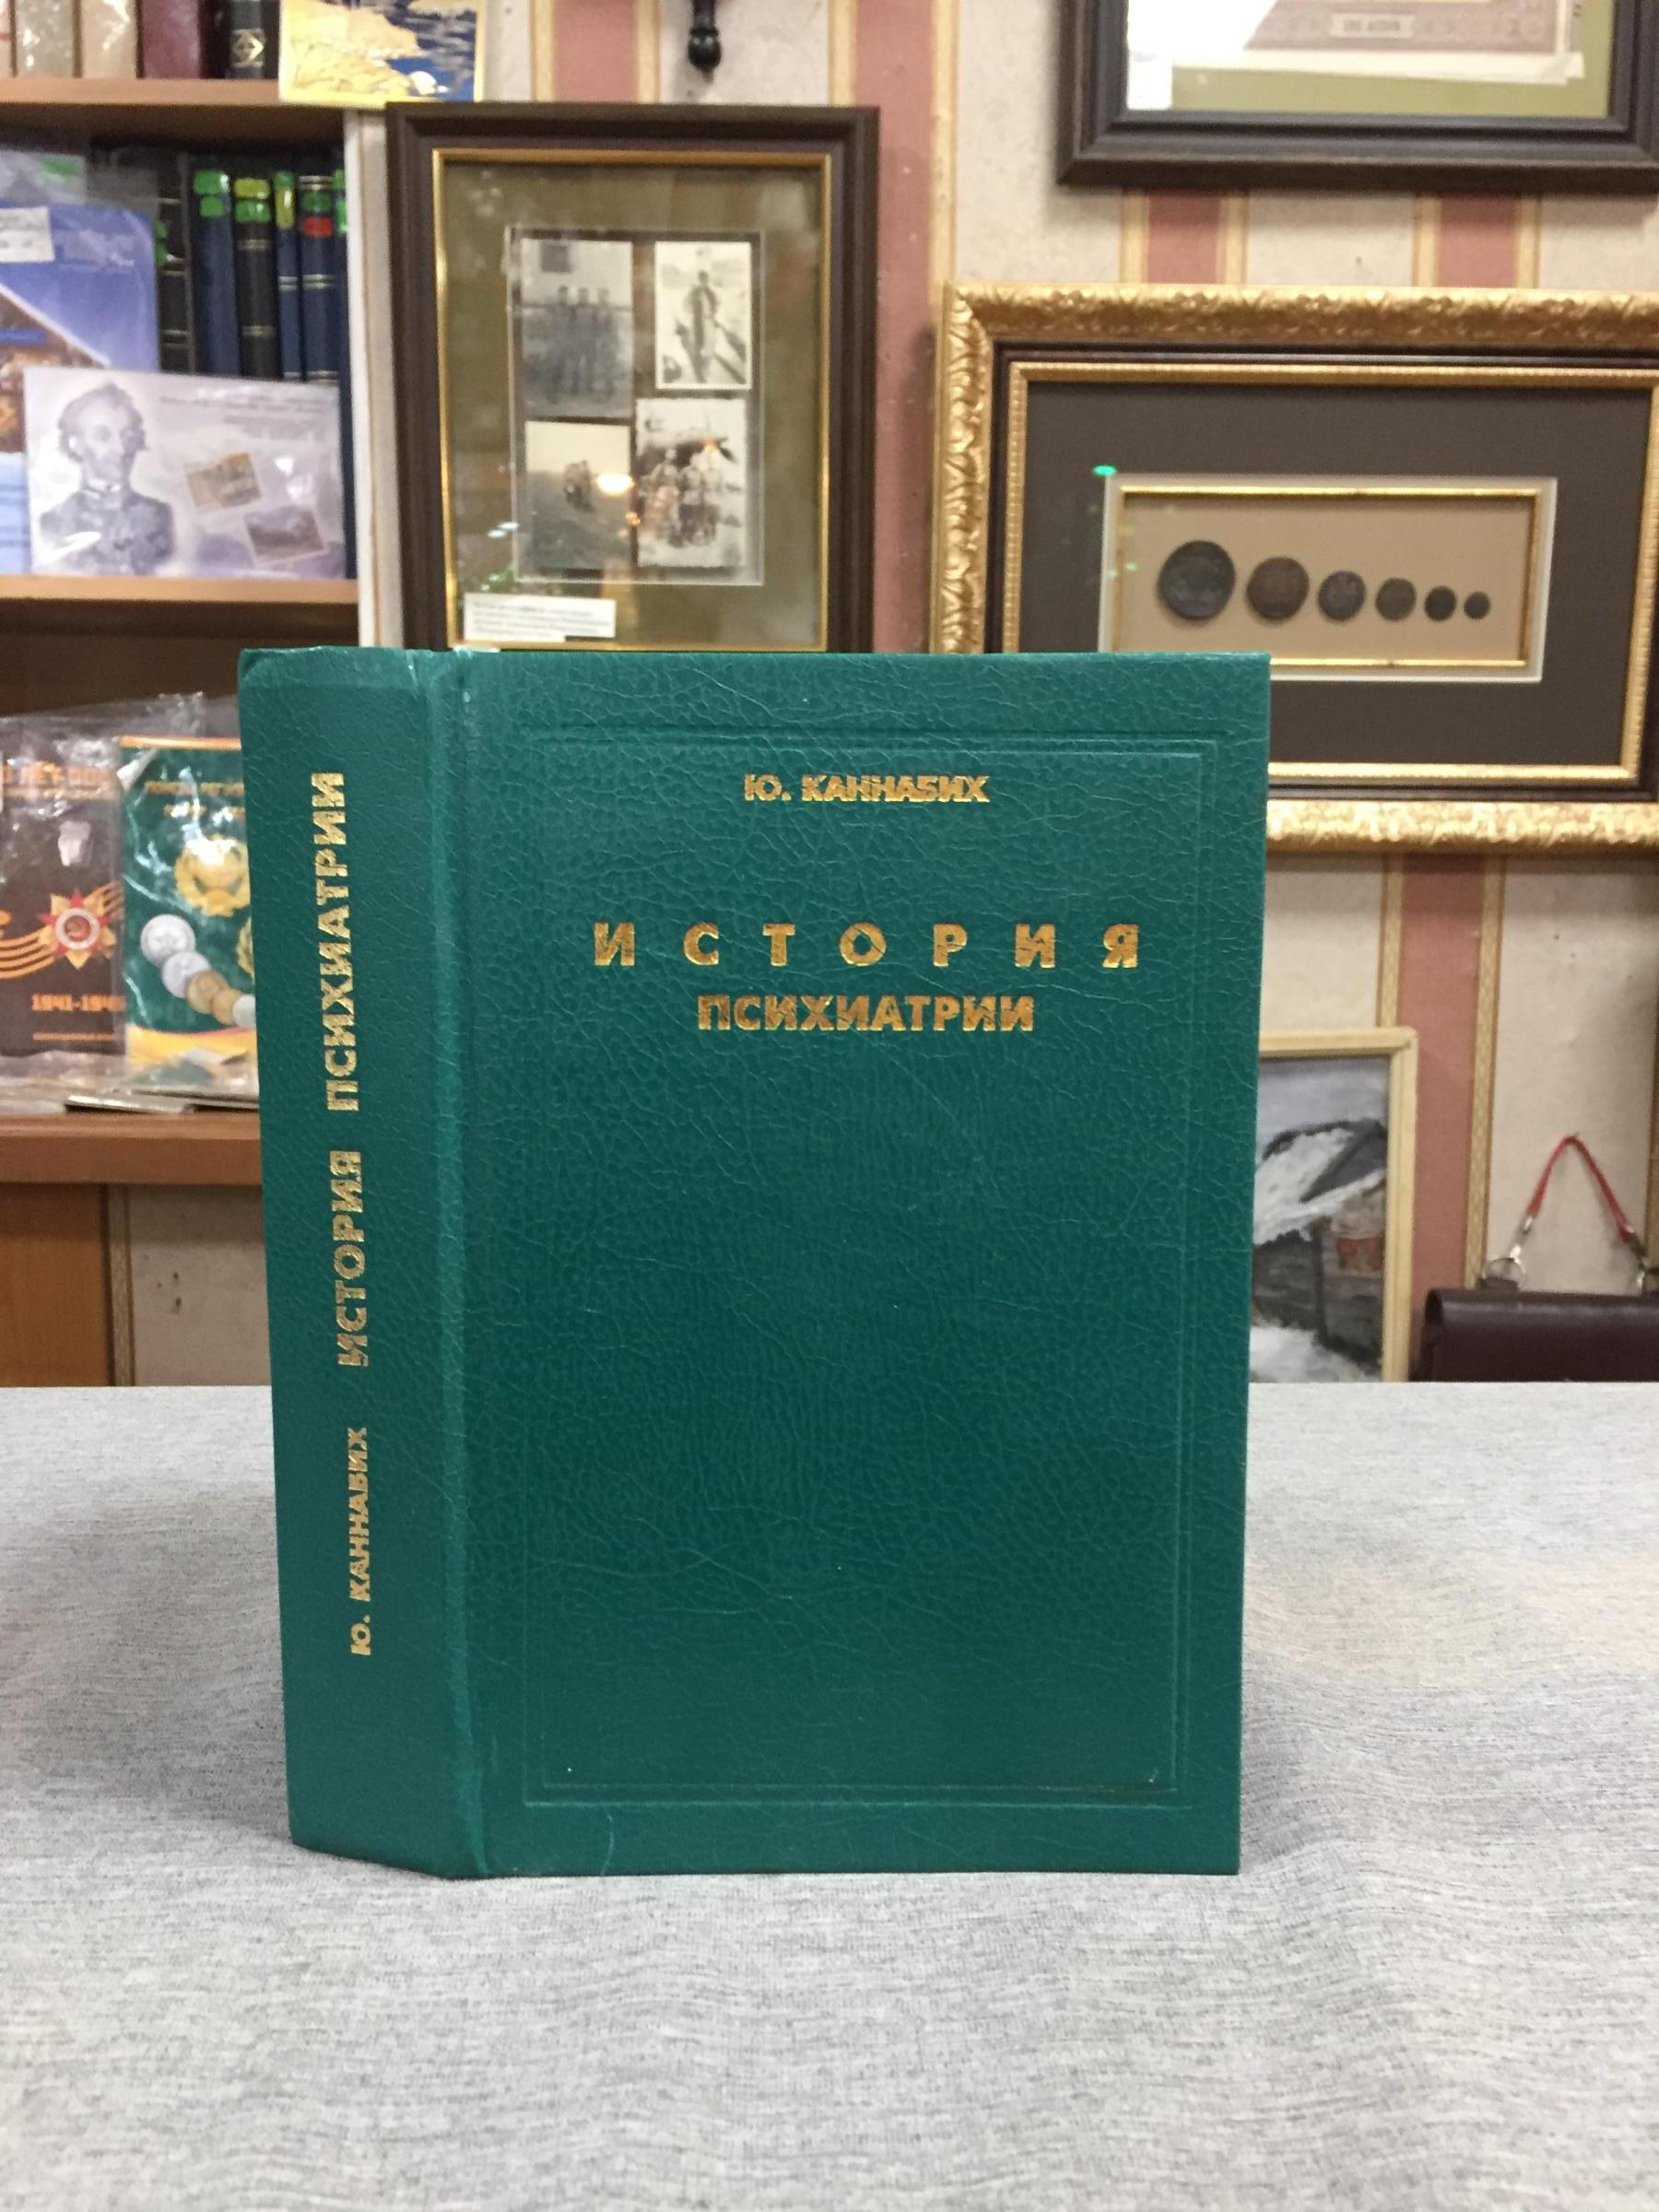 Ю. КАННАБИХ
ИСТОРИЯ
ПСИХИАТРИИ
Ю. КАННАБИХ ИСТОРИЯ ПСИХИАТРИИ